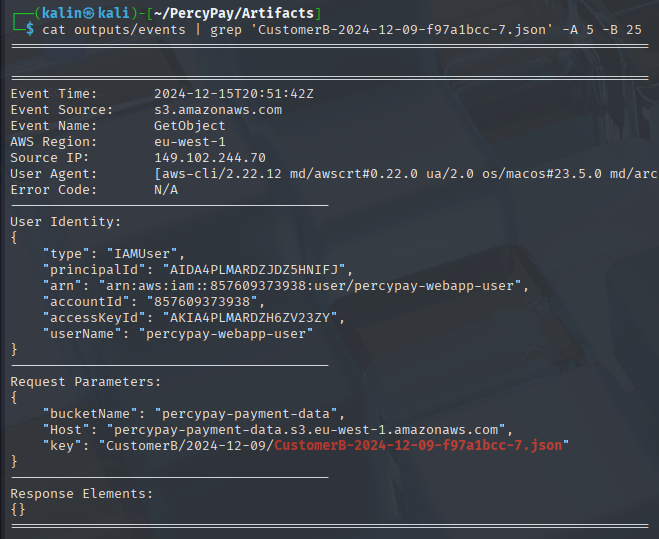 ┌──(kalin㉿kali)-[~/PercyPay/Artifacts]
└─$ cat outputs/events | grep 'CustomerB-2024-12-09-f97a1bcc-7.json' -A 5 -B 25
================================================================================
================================================================================
Event Time:       2024-12-15T20:51:42Z
Event Source:     s3.amazonaws.com
Event Name:       GetObject
AWS Region:       eu-west-1
Source IP:        149.102.244.70
User Agent:       [aws-cli/2.22.12 md/awscrt#0.22.0 ua/2.0 os/macos#23.5.0 md/arc
Error Code:       N/A
----------------------------------------
User Identity:
{
    "type": "IAMUser",
    "principalId": "AIDA4PLMARDZJDZ5HNIFJ",
    "arn": "arn:aws:iam::857609373938:user/percypay-webapp-user",
    "accountId": "857609373938",
    "accessKeyId": "AKIA4PLMARDZH6ZV23ZY",
    "userName": "percypay-webapp-user"
}
----------------------------------------
Request Parameters:
{
    "bucketName": "percypay-payment-data",
    "Host": "percypay-payment-data.s3.eu-west-1.amazonaws.com",
    "key": "CustomerB/2024-12-09/CustomerB-2024-12-09-f97a1bcc-7.json"
}
----------------------------------------
Response Elements:
{}
================================================================================